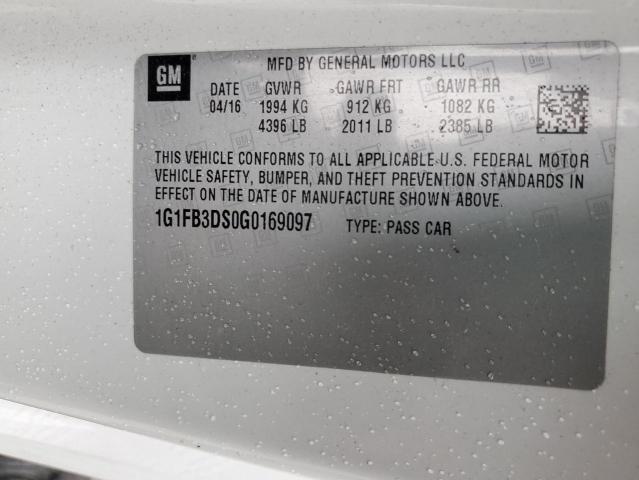 GM
MFD BY GENERAL MOTORS LLC
DATE GVWR GAWR FRT GAWR RR
04/16 1994 KG 912 KG 1082 KG
4396 LB 2011 LB 2385 LB
THIS VEHICLE CONFORMS TO ALL APPLICABLE U.S. FEDERAL MOTOR
VEHICLE SAFETY, BUMPER, AND THEFT PREVENTION STANDARDS IN
EFFECT ON THE DATE OF MANUFACTURE SHOWN ABOVE.
1G1FB3DS0G0169097 TYPE: PASS CAR